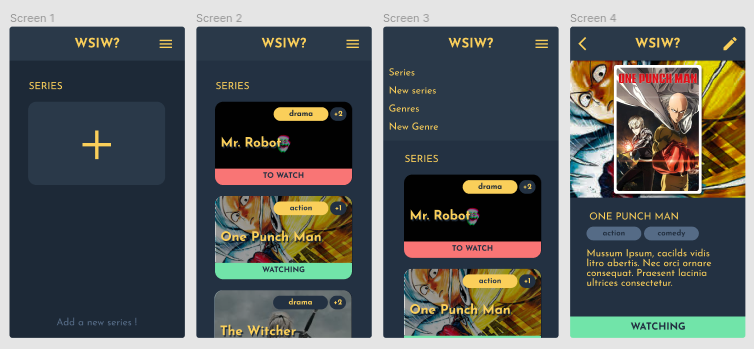 Screen 1
WSIW?
SERIES
Add a new series !
Screen 2
WSIW?
SERIES
drama
+2
Mr. Robot
TO WATCH
action
+1
One Punch Man
WATCHING
drama
+2
The Witcher
Screen 3
WSIW?
Series
New series
Genres
New Genre
SERIES
drama
+2
Mr. Robot
TO WATCH
action
+1
One Punch Man
Screen 4
WSIW?
ONE PUNCH MAN
ONE PUNCH MAN
action
comedy
Mussum Ipsum, cacilds vidis
litro abertis. Nec orci ornare
consequat. Praesent lacinia
ultrices consectetur.
WATCHING